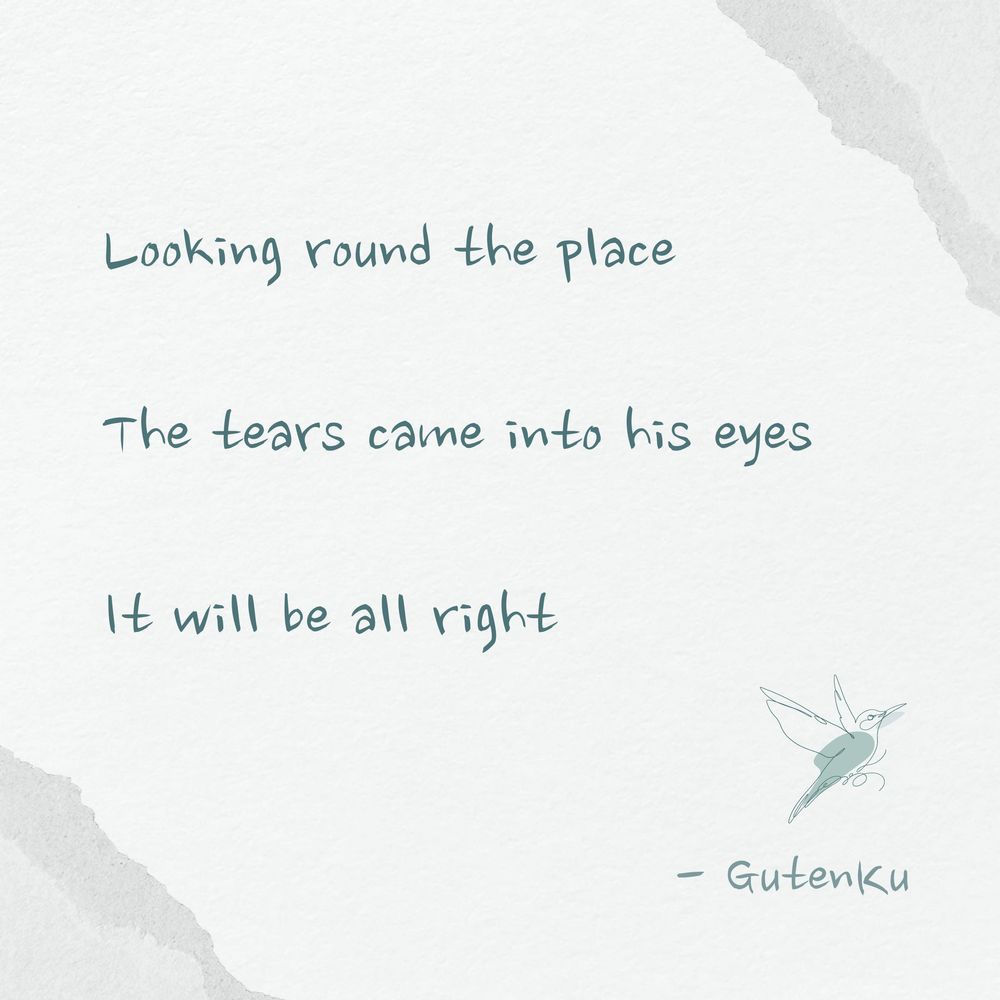 Looking round the place
The tears came into his eyes
It will be all right
- GutenKu